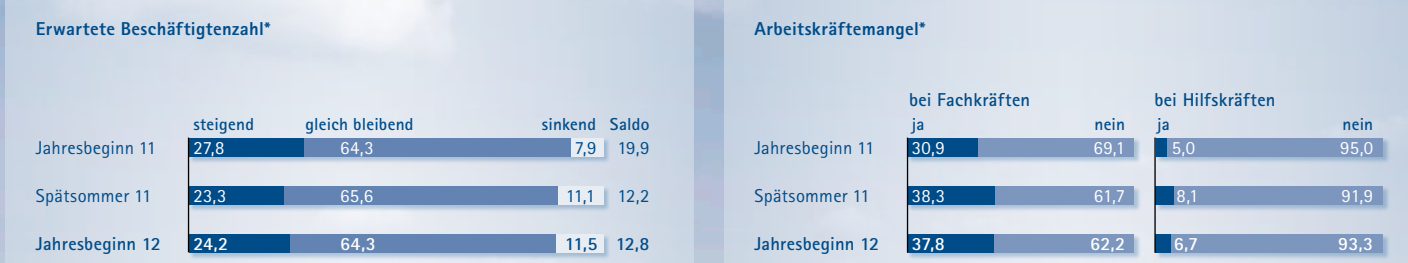 Erwartete Beschäftigtenzahl*
steigend gleich bleibend sinkend Saldo
Jahresbeginn 11 27,8 64,3 7,9 19,9
Spätsommer 11 23,3 65,6 11,1 12,2
Jahresbeginn 12 24,2 64,3 11,5 12,8
Arbeitskräftemangel*
bei Fachkräften bei Hilfskräften
ja nein ja nein
Jahresbeginn 11 30,9 69,1 5,0 95,0
Spätsommer 11 38,3 61,7 8,1 91,9
Jahresbeginn 12 37,8 62,2 6,7 93,3